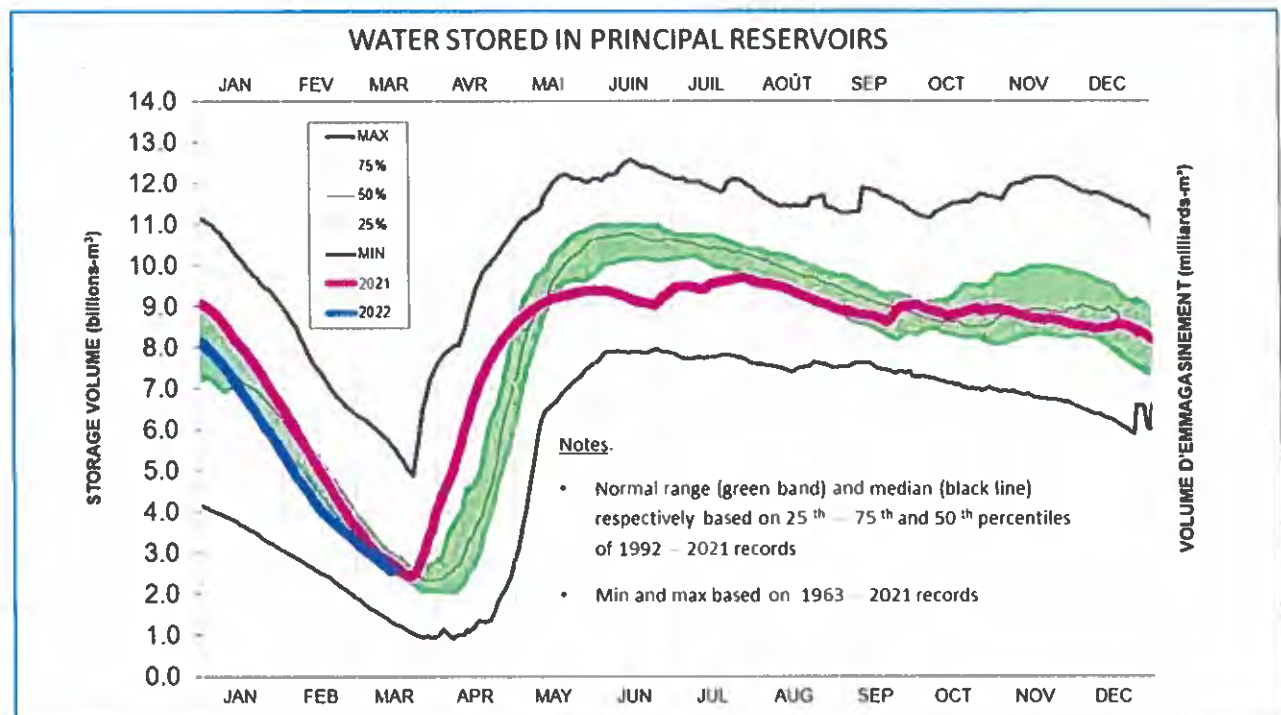 WATER STORED IN PRINCIPAL RESERVOIRS
JAN FEV MAR AVR MAI JUIN JUIL AOÛT SEP OCT NOV DEC
14.0
13.0
12.0
11.0
10.0
9.0
8.0
7.0
6.0
5.0
4.0
3.0
2.0
1.0
0.0
STORAGE VOLUME (billions-m³)
MAX
75%
50%
25%
MIN
2021
2022
VOLUME D'EMMAGASINEMENT (milliards-m³)
Notes.
• Normal range (green band) and median (black line)
respectively based on 25 th – 75 th and 50 th percentiles
of 1992 – 2021 records
• Min and max based on 1963 – 2021 records
JAN FEB MAR APR MAY JUN JUL AUG SEP OCT NOV DEC